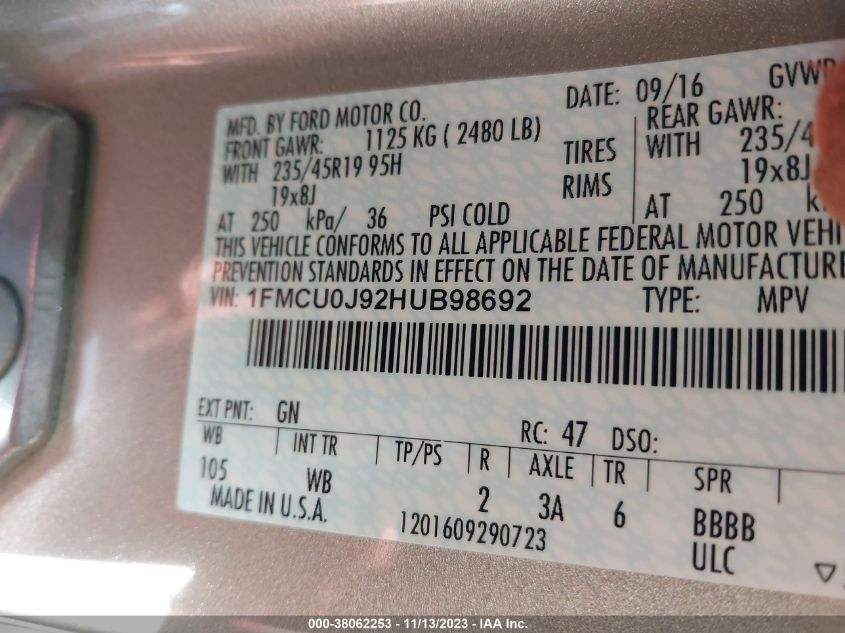 MFD. BY FORD MOTOR CO. DATE: 09/16 GVWR
FRONT GAWR: 1125 KG ( 2480 LB) REAR GAWR:
WITH 235/45R19 95H TIRES WITH 235/4
19x8J RIMS 19x8J
AT 250 kPa/ 36 PSI COLD AT 250 k
THIS VEHICLE CONFORMS TO ALL APPLICABLE FEDERAL MOTOR VEHI
PREVENTION STANDARDS IN EFFECT ON THE DATE OF MANUFACTURE
VIN: 1FMCU0J92HUB98692 TYPE: MPV
EXT PNT: GN RC: 47 DSO:
WB INT TR TP/PS R AXLE TR SPR
105 WB 2 3A 6 BBBB
MADE IN U.S.A. 1201609290723 ULC
000-38062253 - 11/13/2023 - IAA Inc.